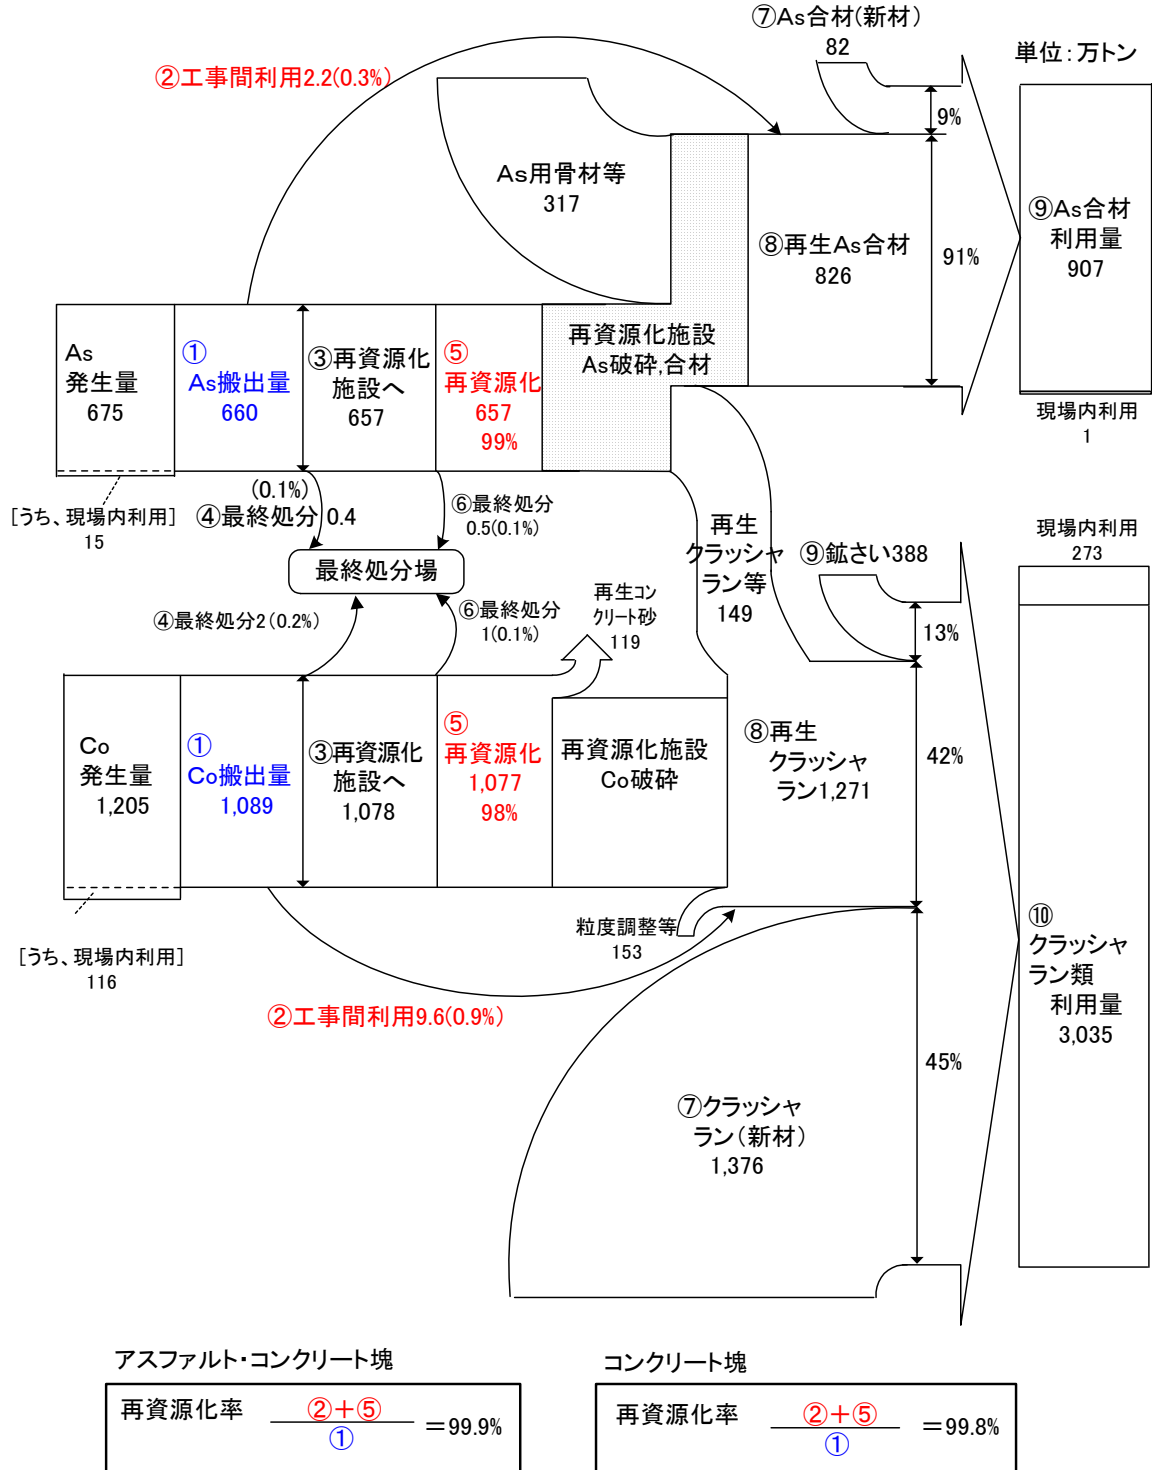 ⑦As合材(新材)
82
単位:万トン
②工事間利用2.2(0.3%)
9%
As用骨材等
317
⑧再生As合材
826
91%
⑨As合材
利用量
907
再資源化施設
As破砕,合材
As
発生量
675
①
As搬出量
660
③再資源化
施設へ
657
⑤
再資源化
657
99%
現場内利用
1
[うち、現場内利用]
15
(0.1%)
④最終処分 0.4
⑥最終処分
0.5(0.1%)
最終処分場
再生
クラッシャ
ラン等
149
⑨鉱さい388
13%
現場内利用
273
④最終処分2(0.2%)
⑥最終処分
1(0.1%)
再生コン
クリート砂
119
Co
発生量
1,205
①
Co搬出量
1,089
③再資源化
施設へ
1,078
⑤
再資源化
1,077
98%
再資源化施設
Co破砕
⑧再生
クラッシャ
ラン1,271
42%
[うち、現場内利用]
116
粒度調整等
153
②工事間利用9.6(0.9%)
⑩
クラッシャ
ラン類
利用量
3,035
45%
⑦クラッシャ
ラン(新材)
1,376
アスファルト・コンクリート塊
再資源化率 ②+⑤
①
=99.9%
コンクリート塊
再資源化率 ②+⑤
①
=99.8%